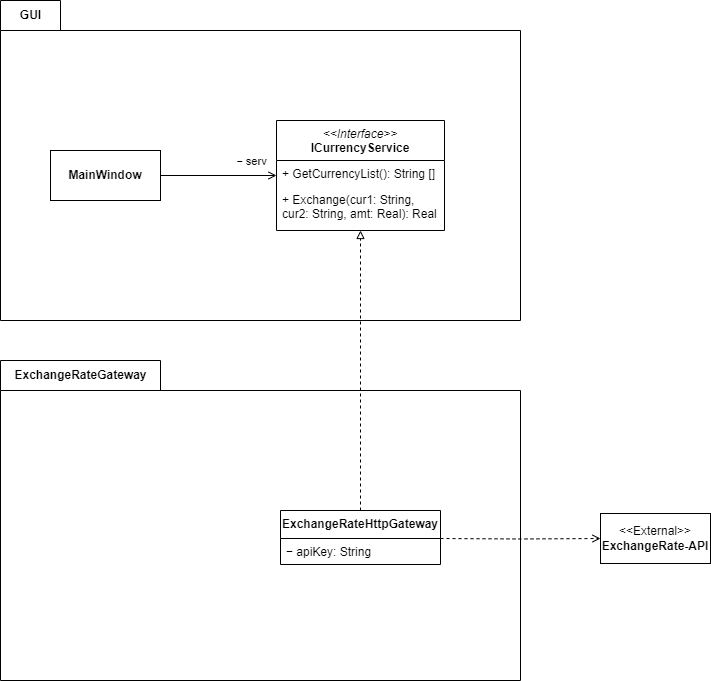 GUI
<<Interface>>
ICurrencyService
− serv
MainWindow
+ GetCurrencyList(): String []
+ Exchange(cur1: String,
cur2: String, amt: Real): Real
ExchangeRateGateway
ExchangeRateHttpGateway
− apiKey: String
<<External>>
ExchangeRate-API